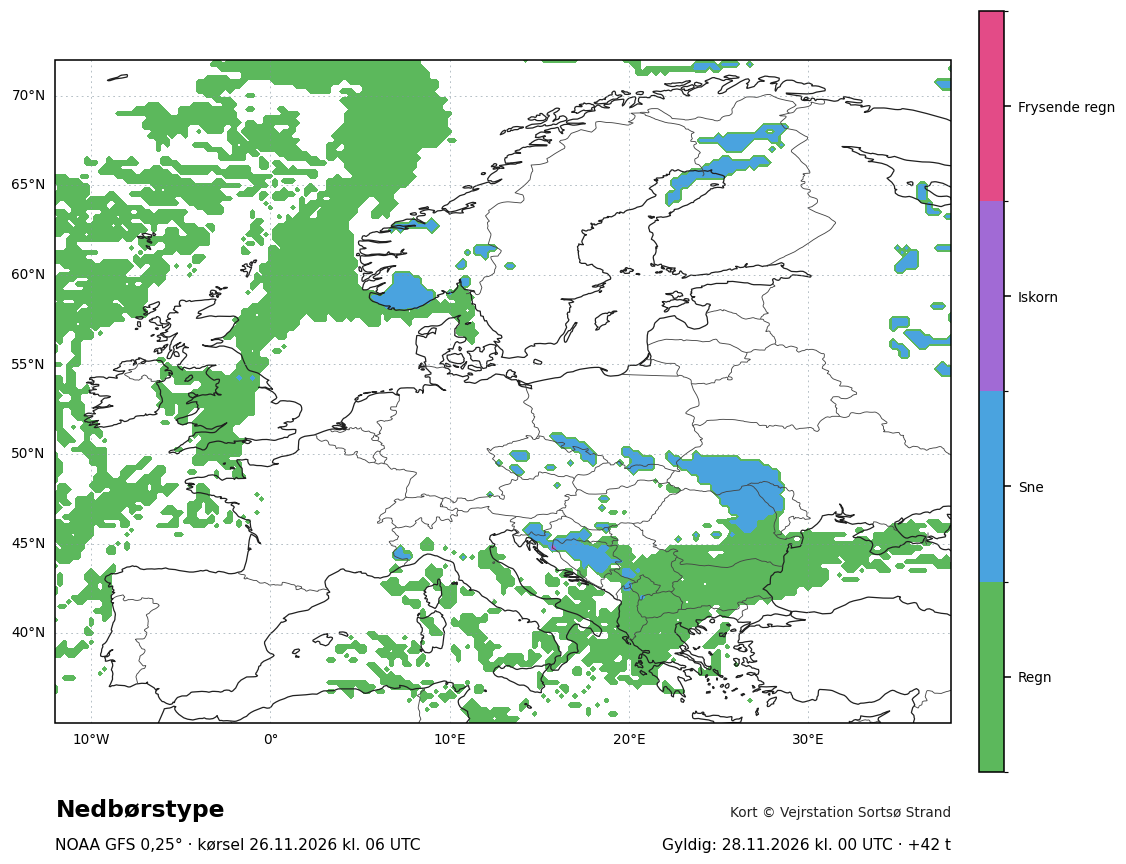 70°N
65°N
60°N
55°N
50°N
45°N
40°N
10°W
0°
10°E
20°E
30°E
Frysende regn
Iskorn
Sne
Regn
Nedbørstype
Kort © Vejrstation Sortsø Strand
NOAA GFS 0,25° · kørsel 26.11.2026 kl. 06 UTC
Gyldig: 28.11.2026 kl. 00 UTC · +42 t